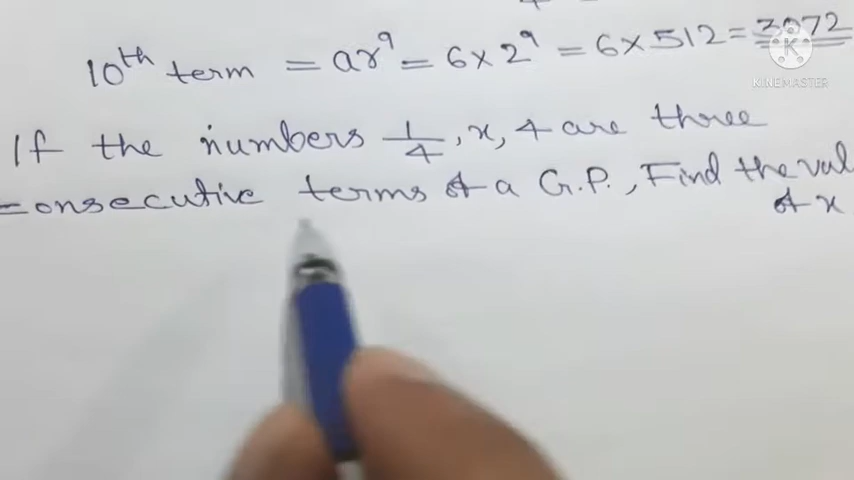 10th term = ar⁹ = 6×2⁹ = 6×512 = 3072
KINEMASTER
If the numbers 1/4, x, 4 are three
consecutive terms of a G.P., Find the val
of x